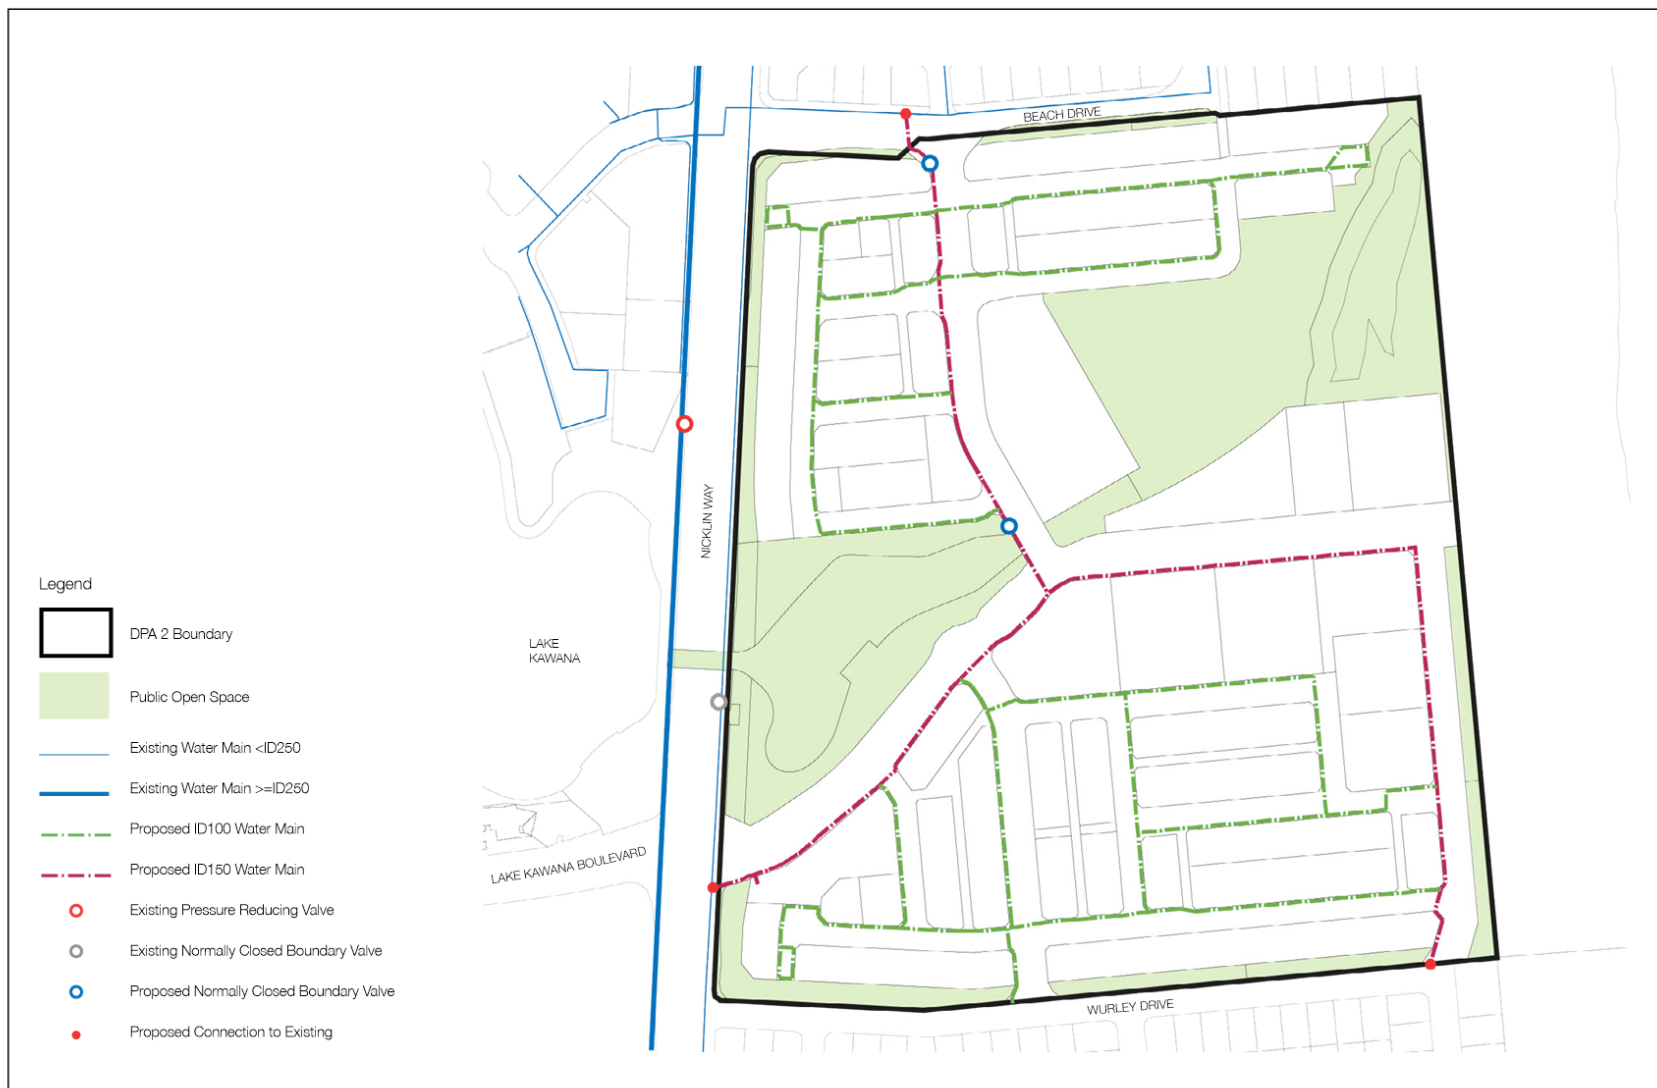 BEACH DRIVE
NICKLIN WAY
LAKE
KAWANA
LAKE KAWANA BOULEVARD
WURLEY DRIVE
Legend
DPA 2 Boundary
Public Open Space
Existing Water Main <ID250
Existing Water Main >=ID250
Proposed ID100 Water Main
Proposed ID150 Water Main
Existing Pressure Reducing Valve
Existing Normally Closed Boundary Valve
Proposed Normally Closed Boundary Valve
Proposed Connection to Existing